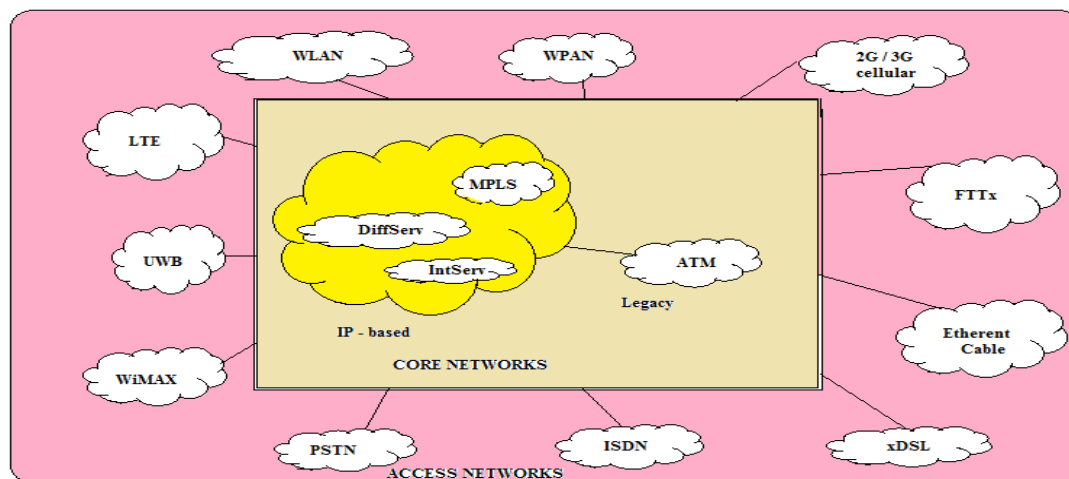 WLAN
WPAN
2G / 3G
cellular
LTE
MPLS
FTTx
DiffServ
UWB
IntServ
ATM
Legacy
IP - based
Etherent
Cable
CORE NETWORKS
WiMAX
PSTN
ISDN
xDSL
ACCESS NETWORKS